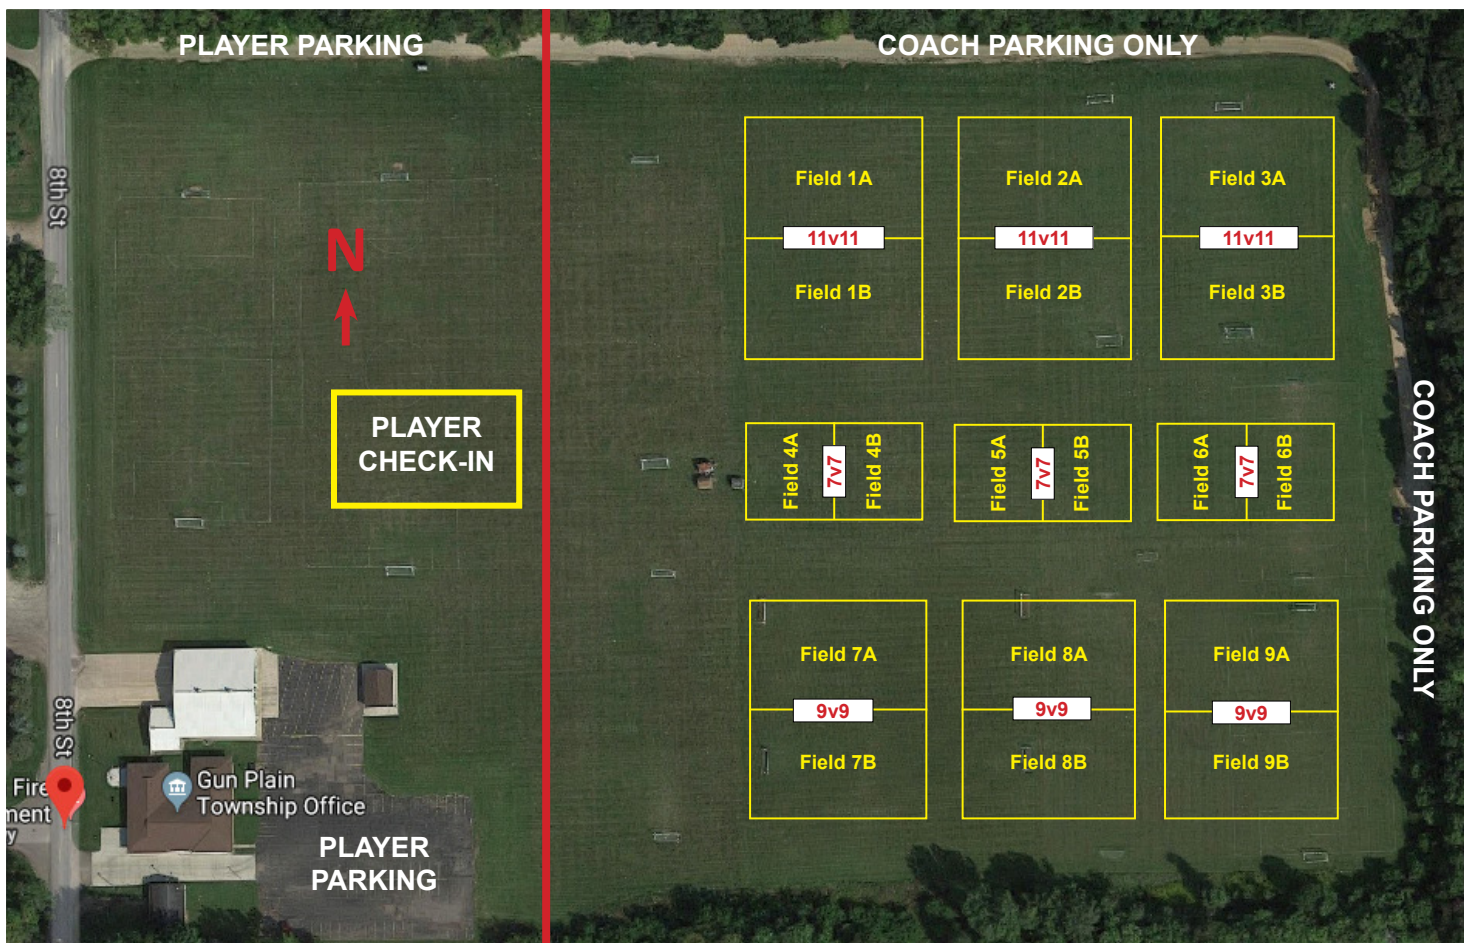 PLAYER PARKING
COACH PARKING ONLY
8th St
N
Field 1A
11v11
Field 1B
Field 2A
11v11
Field 2B
Field 3A
11v11
Field 3B
PLAYER
CHECK-IN
Field 4A
7v7
Field 4B
Field 5A
7v7
Field 5B
Field 6A
7v7
Field 6B
COACH PARKING ONLY
Field 7A
9v9
Field 7B
Field 8A
9v9
Field 8B
Field 9A
9v9
Field 9B
8th St
Fire
ment
y
Gun Plain
Township Office
PLAYER
PARKING